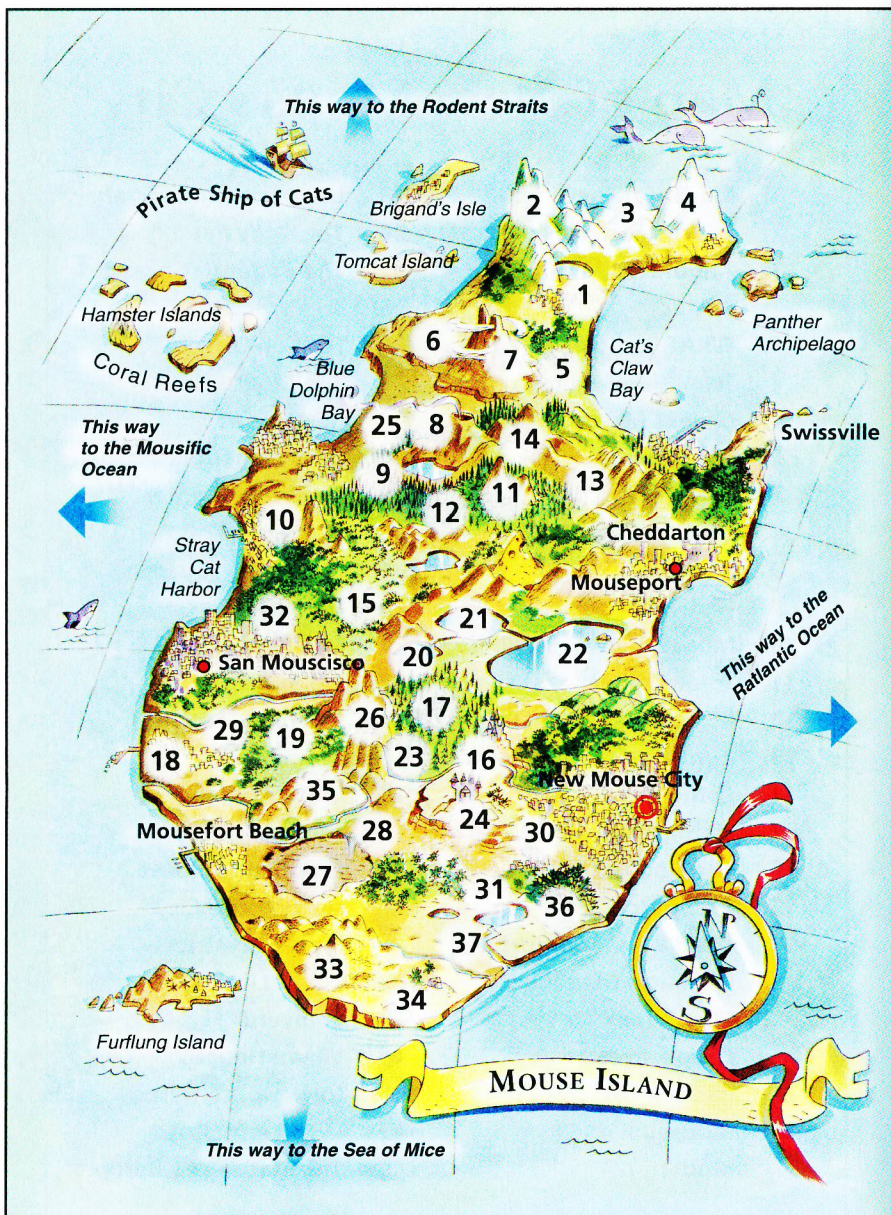 This way to the Rodent Straits
Pirate Ship of Cats
Brigand's Isle
2
3
4
Tomcat Island
1
Hamster Islands
Coral Reefs
Panther
Archipelago
6
7
5
Cat's
Claw
Bay
Blue
Dolphin
Bay
This way
to the Mousific
Ocean
25
8
14
Swissville
9
11
13
12
10
Cheddarton
Stray
Cat
Harbor
Mouseport
15
32
21
22
This way to the
Ratlantic Ocean
San Mouscisco
20
17
26
29
19
18
23
16
New Mouse City
35
Mousefort Beach
28
24
30
27
31
36
37
33
34
N
S
Furflung Island
MOUSE ISLAND
This way to the Sea of Mice